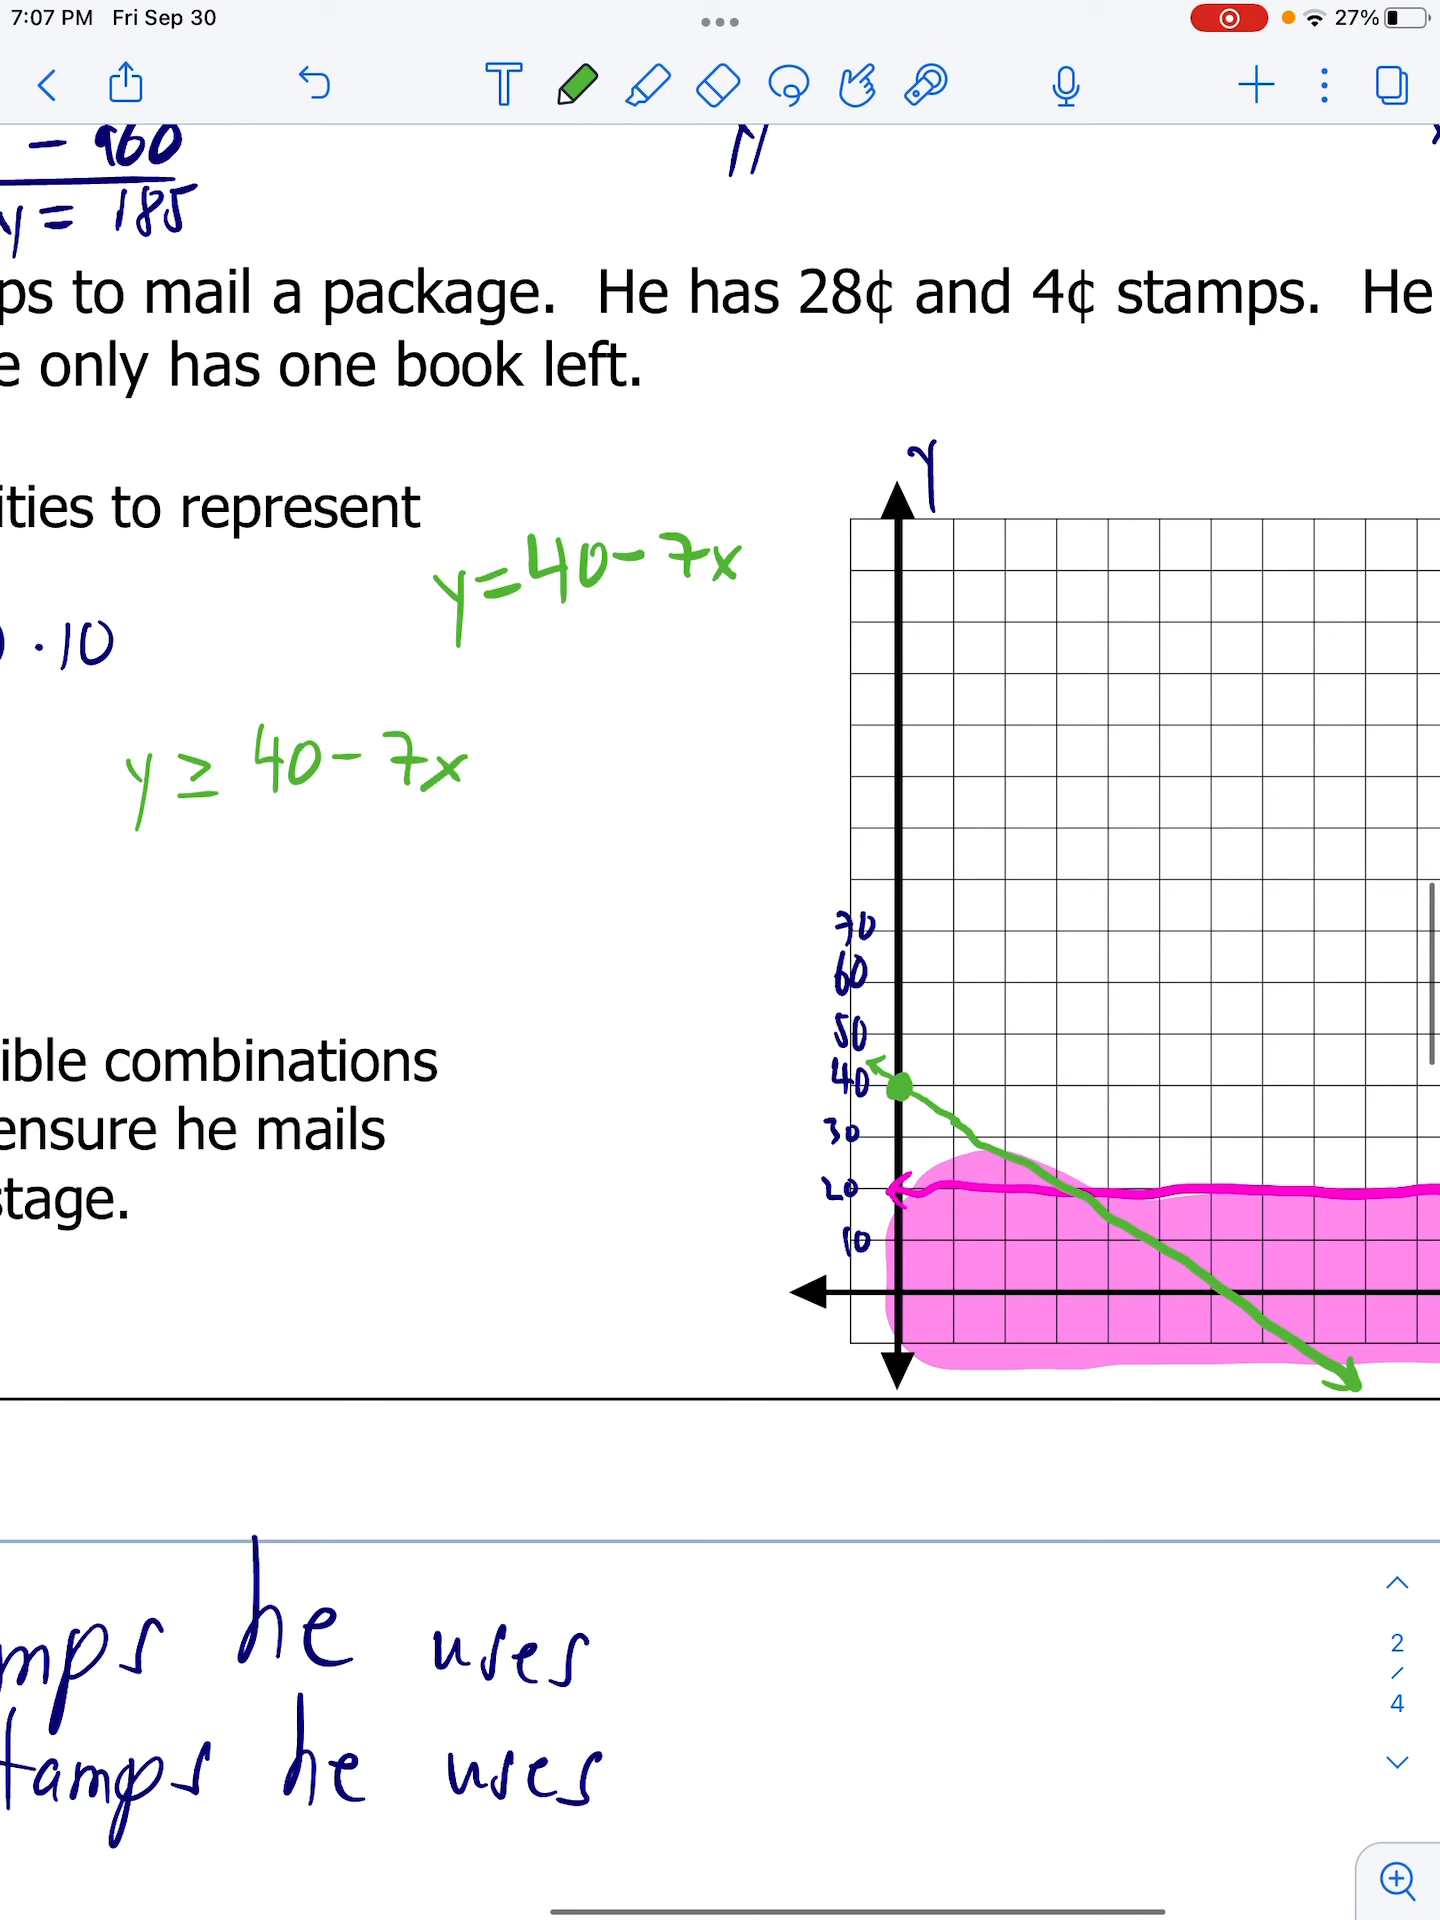 7:07 PM Fri Sep 30
27%
- 960
y = 185
ps to mail a package. He has 28¢ and 4¢ stamps. He
e only has one book left.
y
ities to represent
y = 40 - 7x
) · 10
y ≥ 40 - 7x
70
60
50
40
30
20
10
ible combinations
ensure he mails
stage.
mps he uses
tamps he uses
2
/
4